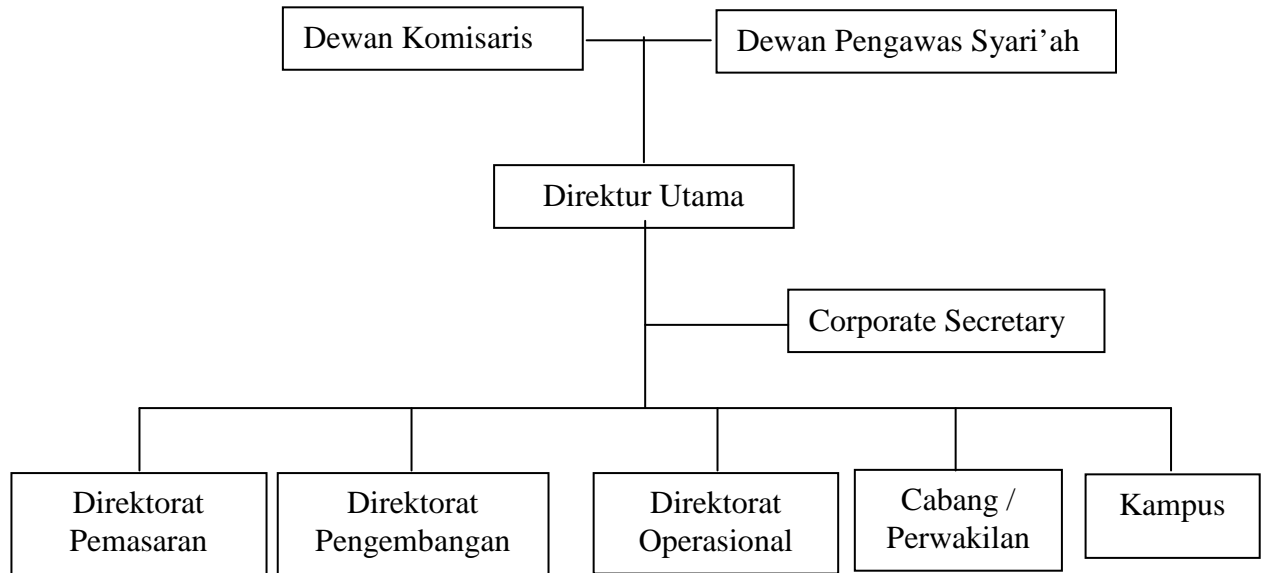 Dewan Komisaris
Dewan Pengawas Syari’ah
Direktur Utama
Corporate Secretary
Direktorat
Pemasaran
Direktorat
Pengembangan
Direktorat
Operasional
Cabang /
Perwakilan
Kampus